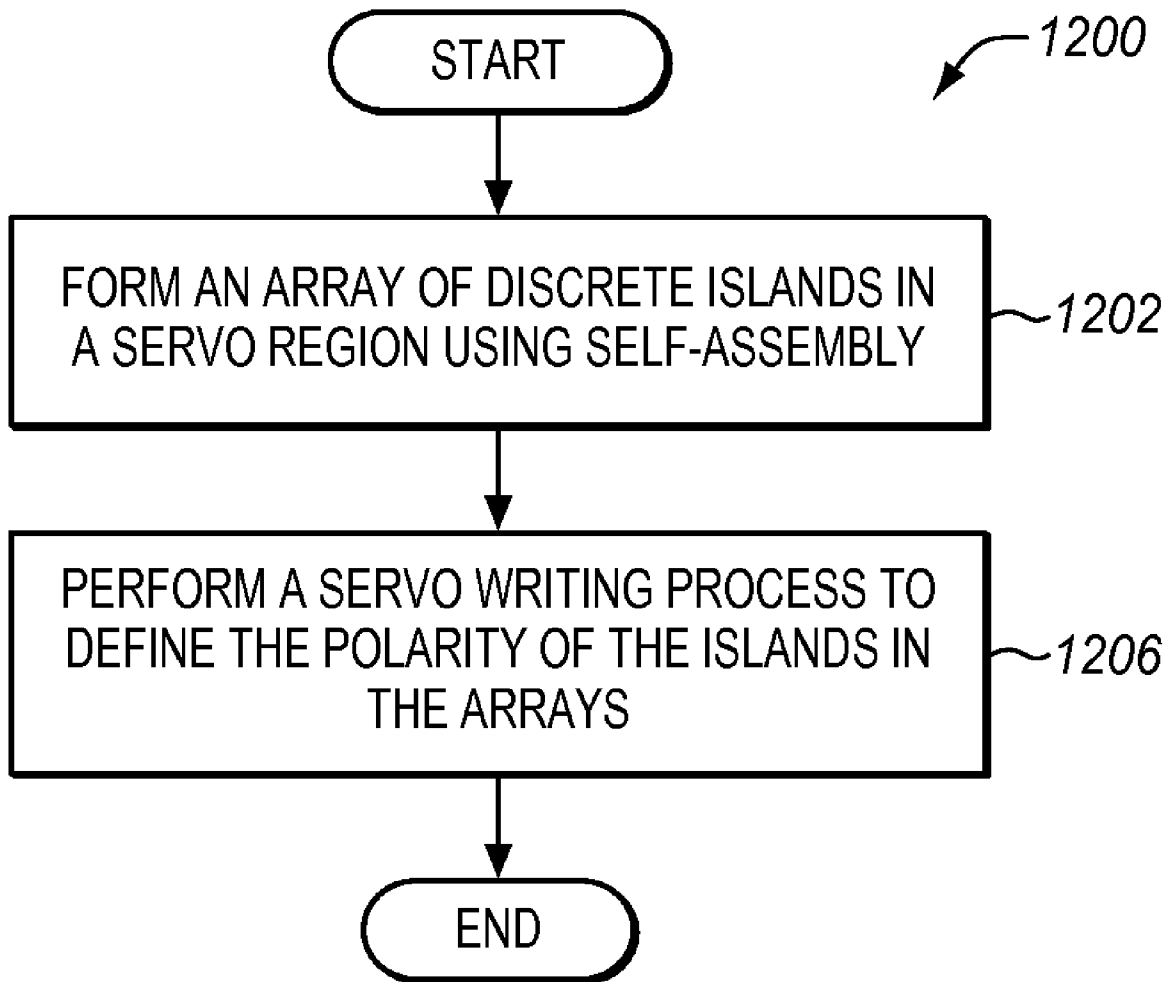 START
1200
FORM AN ARRAY OF DISCRETE ISLANDS IN
A SERVO REGION USING SELF-ASSEMBLY
1202
PERFORM A SERVO WRITING PROCESS TO
DEFINE THE POLARITY OF THE ISLANDS IN
THE ARRAYS
1206
END